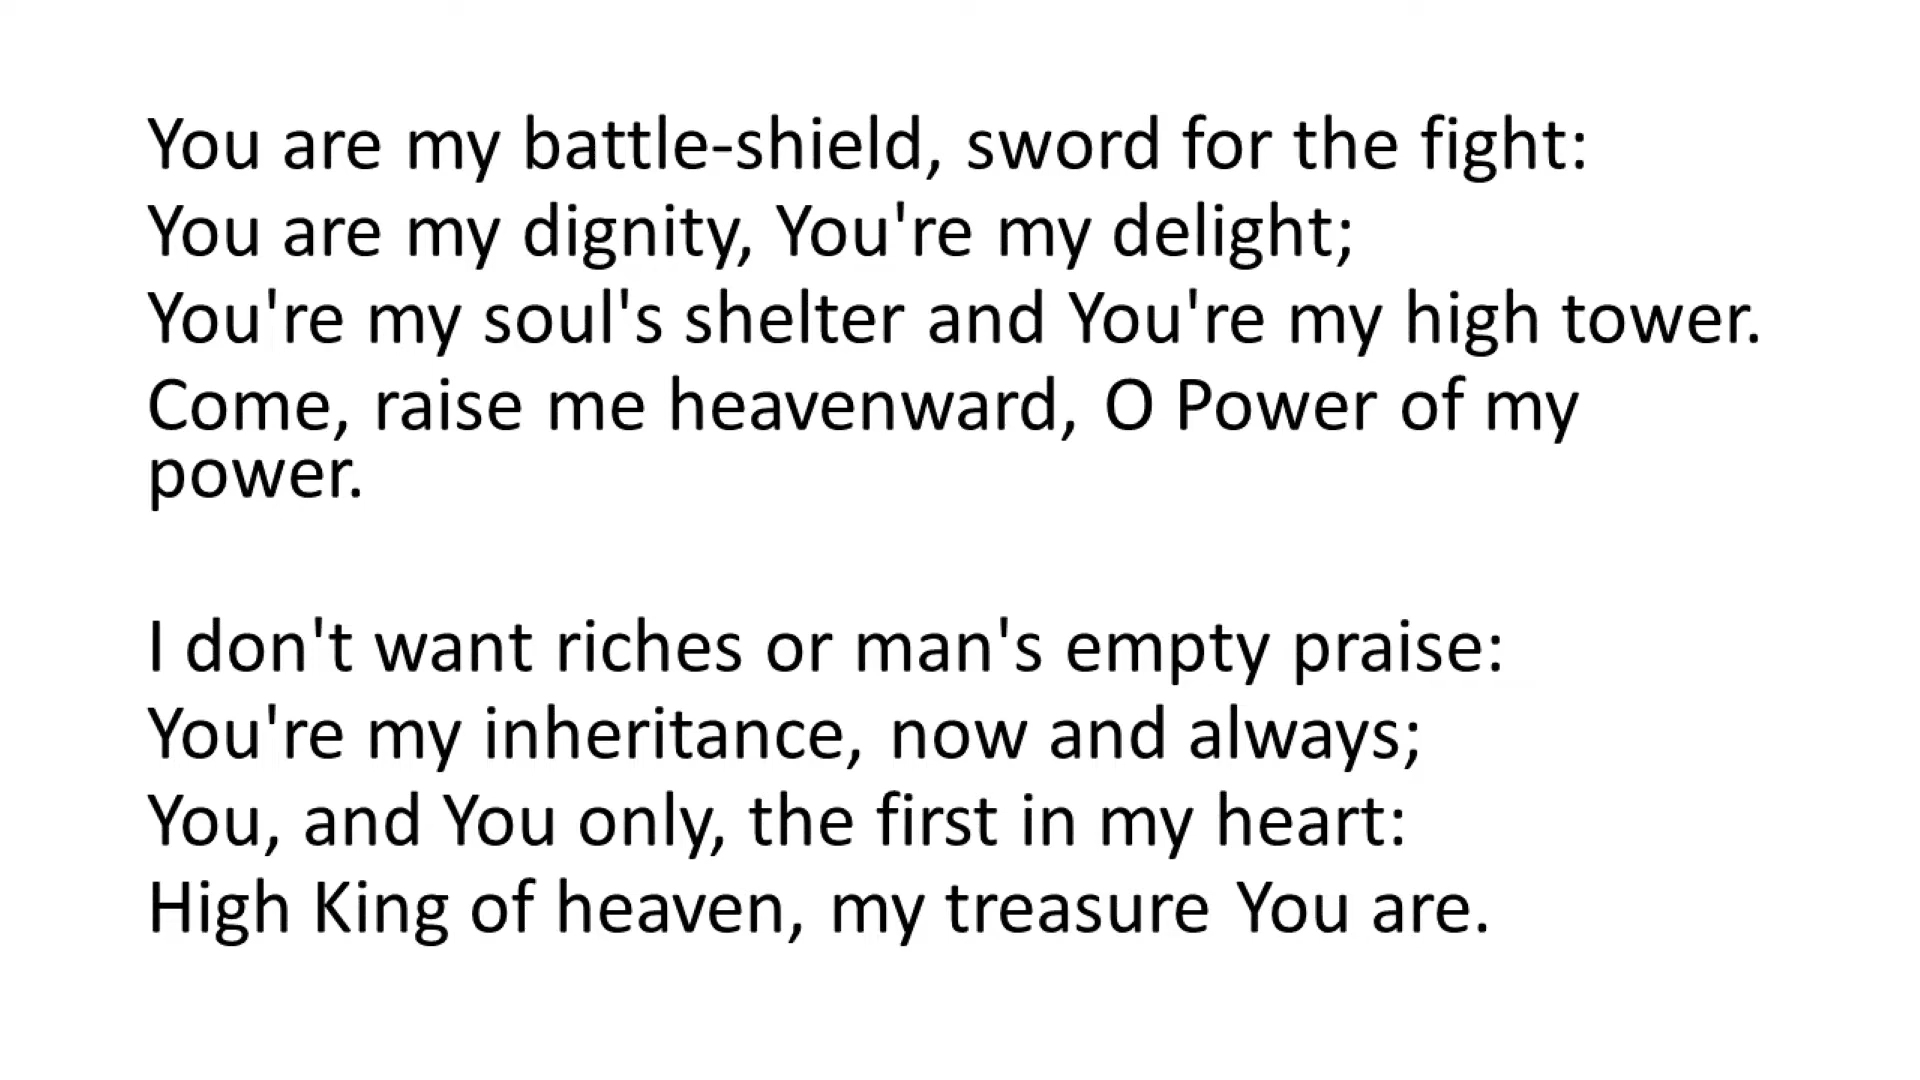 You are my battle-shield, sword for the fight:
You are my dignity, You're my delight;
You're my soul's shelter and You're my high tower.
Come, raise me heavenward, O Power of my
power.
I don't want riches or man's empty praise:
You're my inheritance, now and always;
You, and You only, the first in my heart:
High King of heaven, my treasure You are.